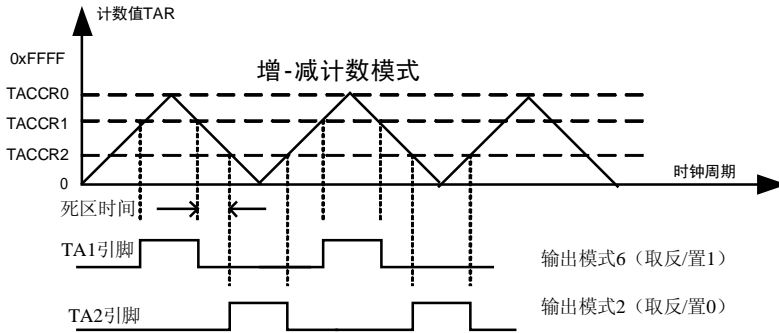 计数值TAR
0xFFFF
增-减计数模式
TACCR0
TACCR1
TACCR2
0
时钟周期
死区时间
TA1引脚
输出模式6（取反/置1）
TA2引脚
输出模式2（取反/置0）